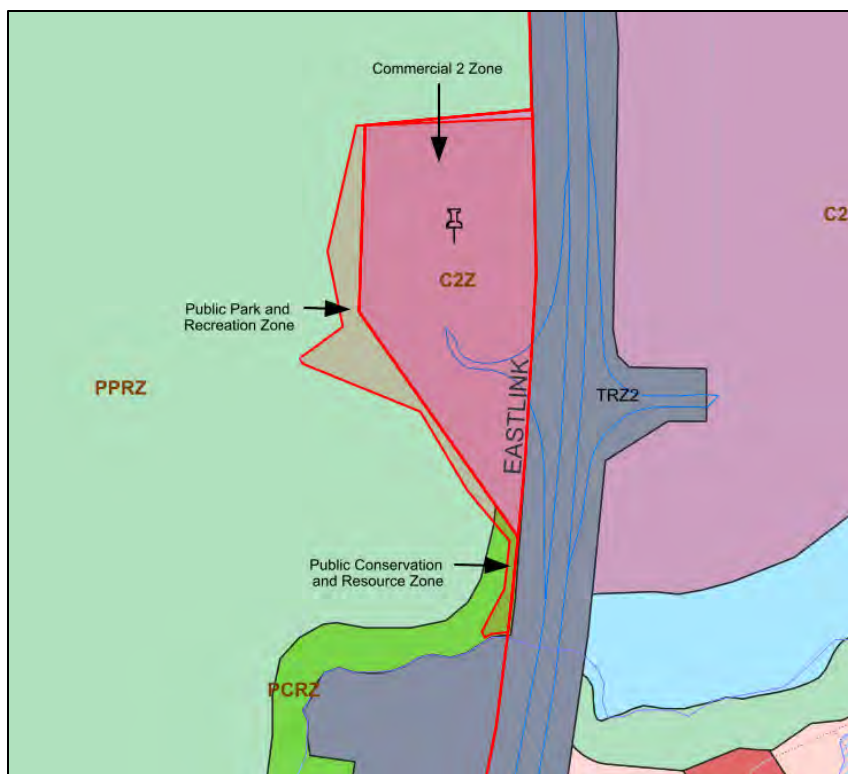 Commercial 2 Zone
C2
C2Z
Public Park and
Recreation Zone
EASTLINK
PPRZ
TRZ2
Public Conservation
and Resource Zone
PCRZ